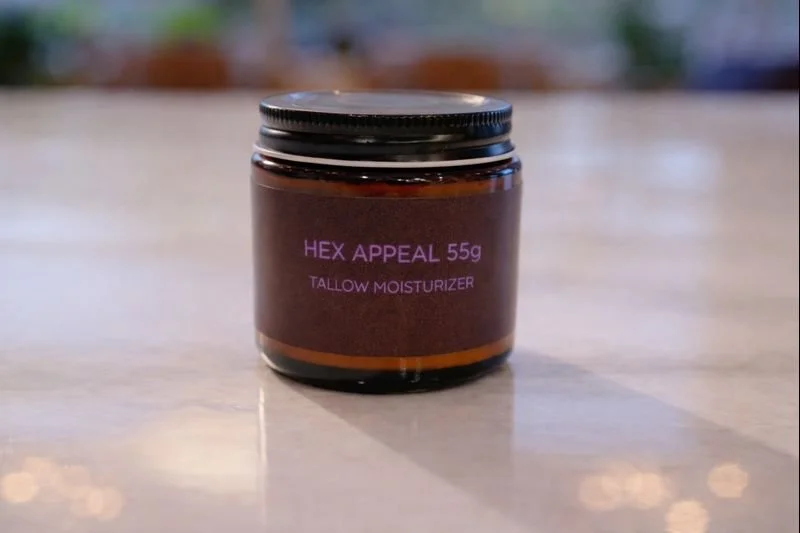 HEX APPEAL 55g
TALLOW MOISTURIZER